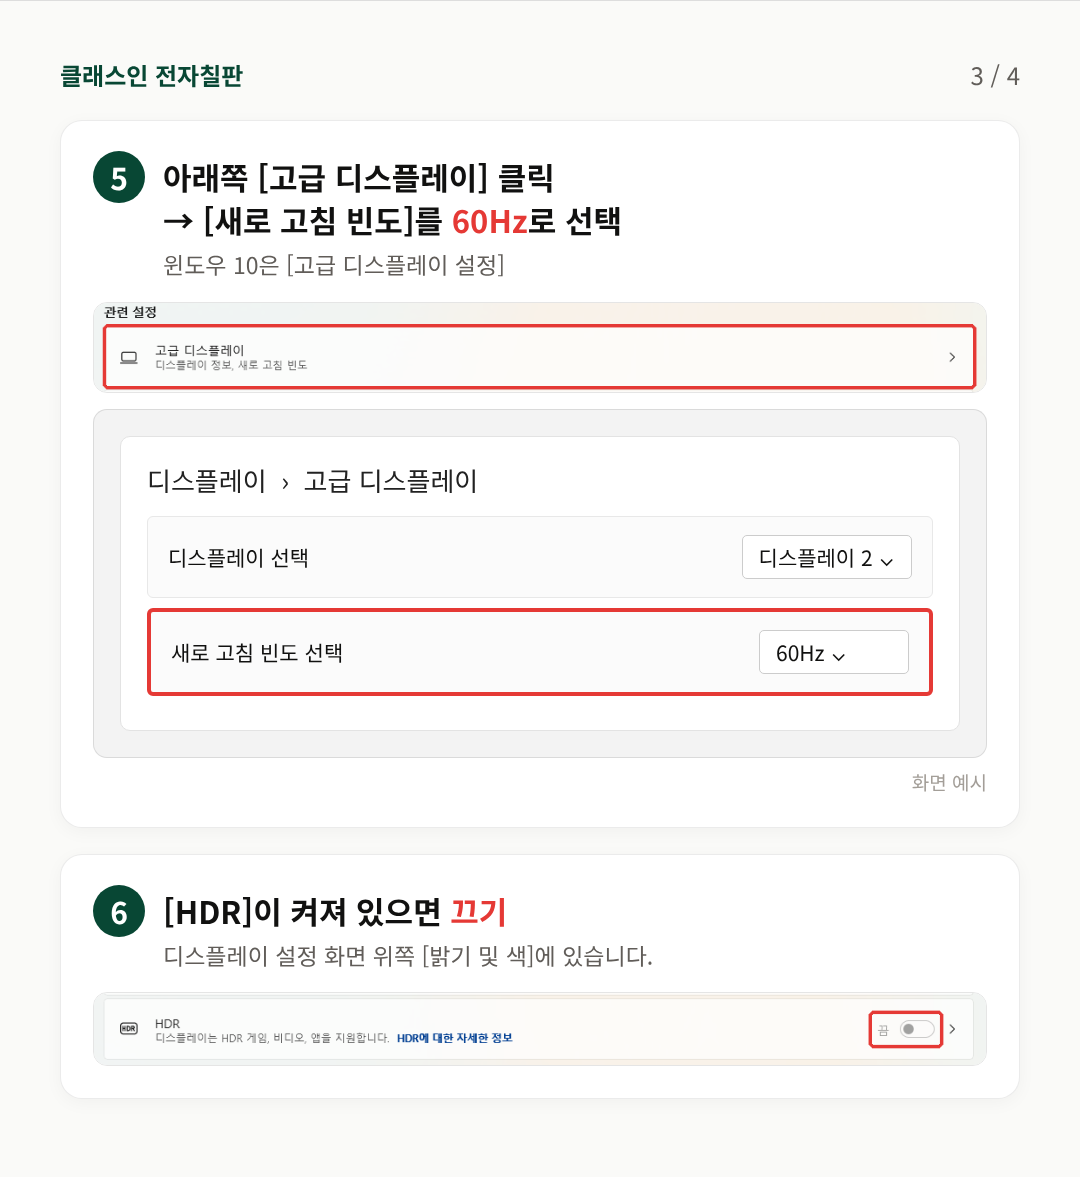 클래스인 전자칠판
3 / 4
5
아래쪽 [고급 디스플레이] 클릭
→ [새로 고침 빈도]를 60Hz로 선택
윈도우 10은 [고급 디스플레이 설정]
관련 설정
고급 디스플레이
디스플레이 정보, 새로 고침 빈도
디스플레이 › 고급 디스플레이
디스플레이 선택
디스플레이 2
새로 고침 빈도 선택
60Hz
화면 예시
6
[HDR]이 켜져 있으면 끄기
디스플레이 설정 화면 위쪽 [밝기 및 색]에 있습니다.
HDR
HDR
디스플레이는 HDR 게임, 비디오, 앱을 지원합니다. HDR에 대한 자세한 정보
끔